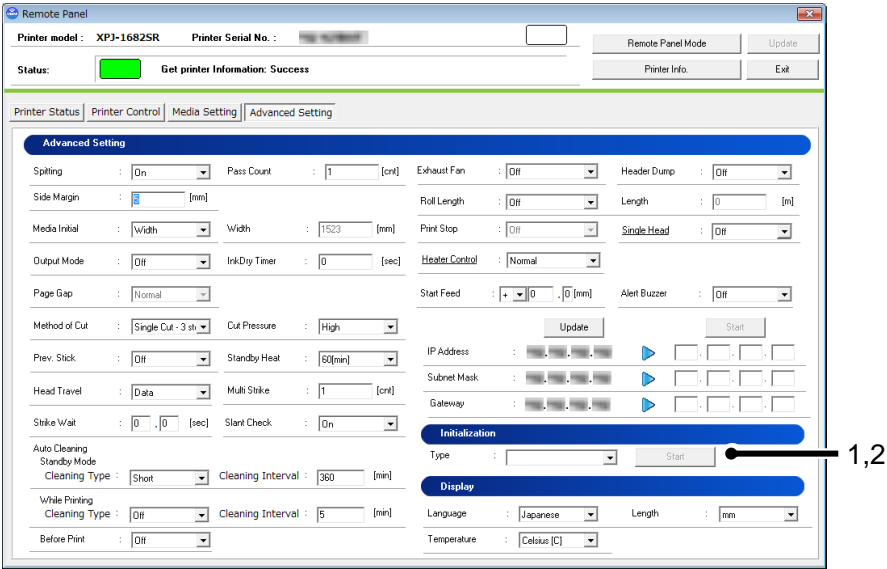 Remote Panel
Printer model : XPJ-1682SR Printer Serial No. :
Remote Panel Mode Update
Status: Get printer Information: Success
Printer Info. Exit
Printer Status Printer Control Media Setting Advanced Setting
Advanced Setting
Spitting : On Pass Count : 1 [cnt] Exhaust Fan : Off Header Dump : Off
Side Margin : 5 [mm] Roll Length : Off Length : 0 [m]
Media Initial : Width Width : 1523 [mm] Print Stop : Off Single Head : Off
Output Mode : Off InkDry Timer : 0 [sec] Heater Control : Normal
Page Gap : Normal Start Feed : + 0 . 0 [mm] Alert Buzzer : Off
Method of Cut : Single Cut - 3 st Cut Pressure : High Update Start
Prev. Stick : Off Standby Heat : 60[min] IP Address :
Subnet Mask :
Head Travel : Data Multi Strike : 1 [cnt] Gateway :
Strike Wait : 0 . 0 [sec] Slant Check : On
Initialization
Type : Start 1,2
Auto Cleaning
Standby Mode
Cleaning Type : Short Cleaning Interval : 360 [min]
Display
While Printing
Cleaning Type : Off Cleaning Interval : 5 [min] Language : Japanese Length : mm
Before Print : Off Temperature : Celsius [C]